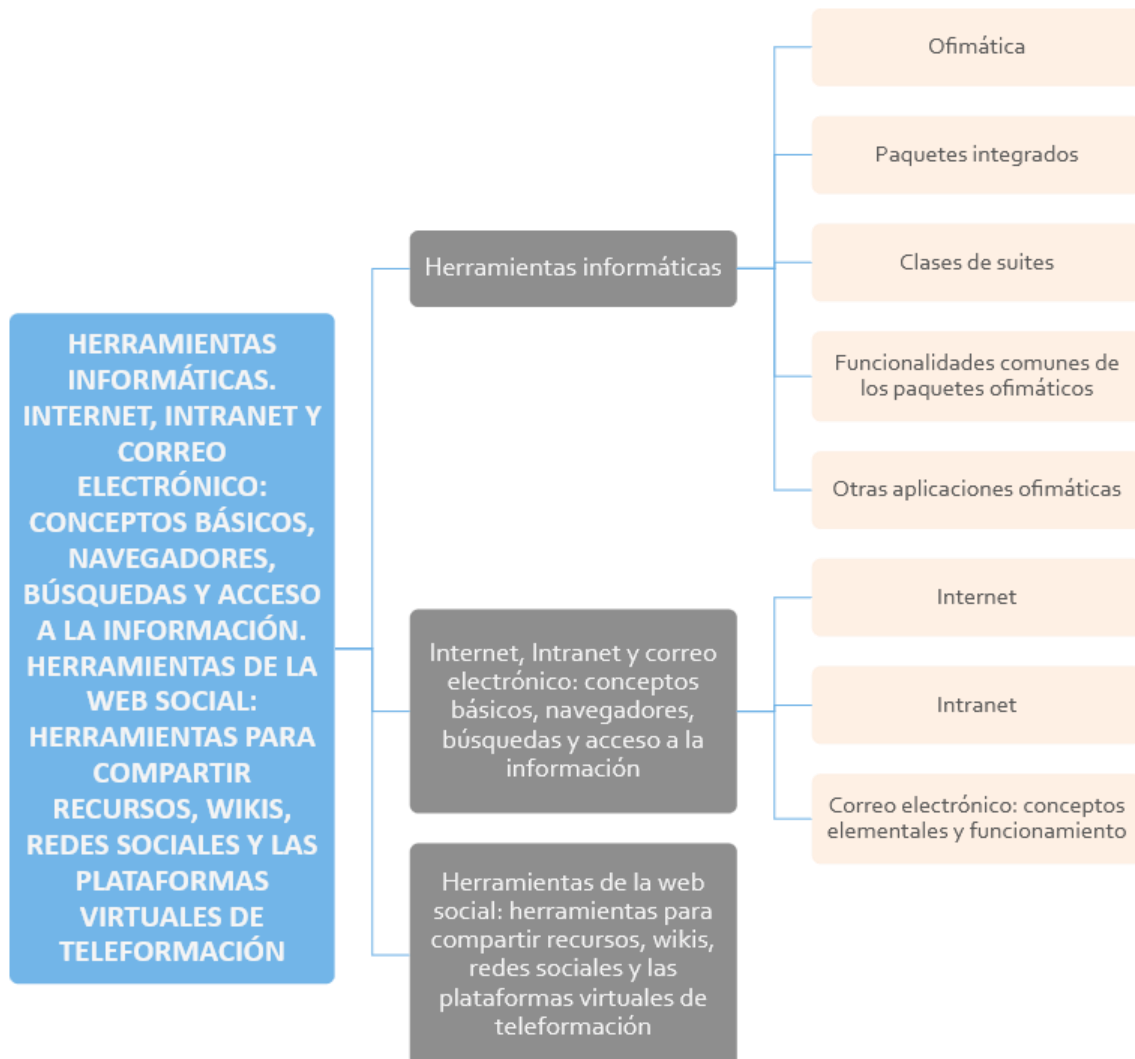 HERRAMIENTAS
INFORMÁTICAS.
INTERNET, INTRANET Y
CORREO
ELECTRÓNICO:
CONCEPTOS BÁSICOS,
NAVEGADORES,
BÚSQUEDAS Y ACCESO
A LA INFORMACIÓN.
HERRAMIENTAS DE LA
WEB SOCIAL:
HERRAMIENTAS PARA
COMPARTIR
RECURSOS, WIKIS,
REDES SOCIALES Y LAS
PLATAFORMAS
VIRTUALES DE
TELEFORMACIÓN
Herramientas informáticas
Ofimática
Paquetes integrados
Clases de suites
Funcionalidades comunes de
los paquetes ofimáticos
Otras aplicaciones ofimáticas
Internet, Intranet y correo
electrónico: conceptos
básicos, navegadores,
búsquedas y acceso a la
información
Internet
Intranet
Correo electrónico: conceptos
elementales y funcionamiento
Herramientas de la web
social: herramientas para
compartir recursos, wikis,
redes sociales y las
plataformas virtuales de
teleformación